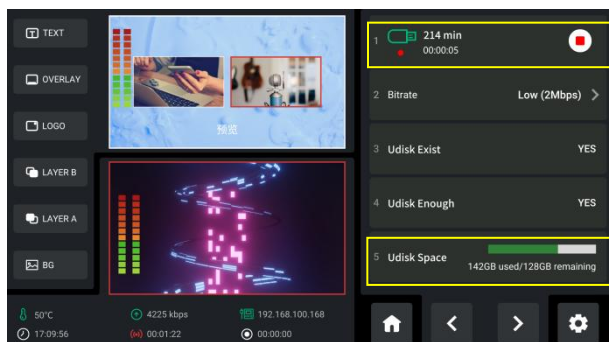 TEXT
OVERLAY
LOGO
LAYER B
LAYER A
BG
预览
1
214 min
00:00:05
2 Bitrate Low (2Mbps)
3 Udisk Exist YES
4 Udisk Enough YES
5 Udisk Space
142GB used/128GB remaining
50°C 4225 kbps 192.168.100.168
17:09:56 00:01:22 00:00:00